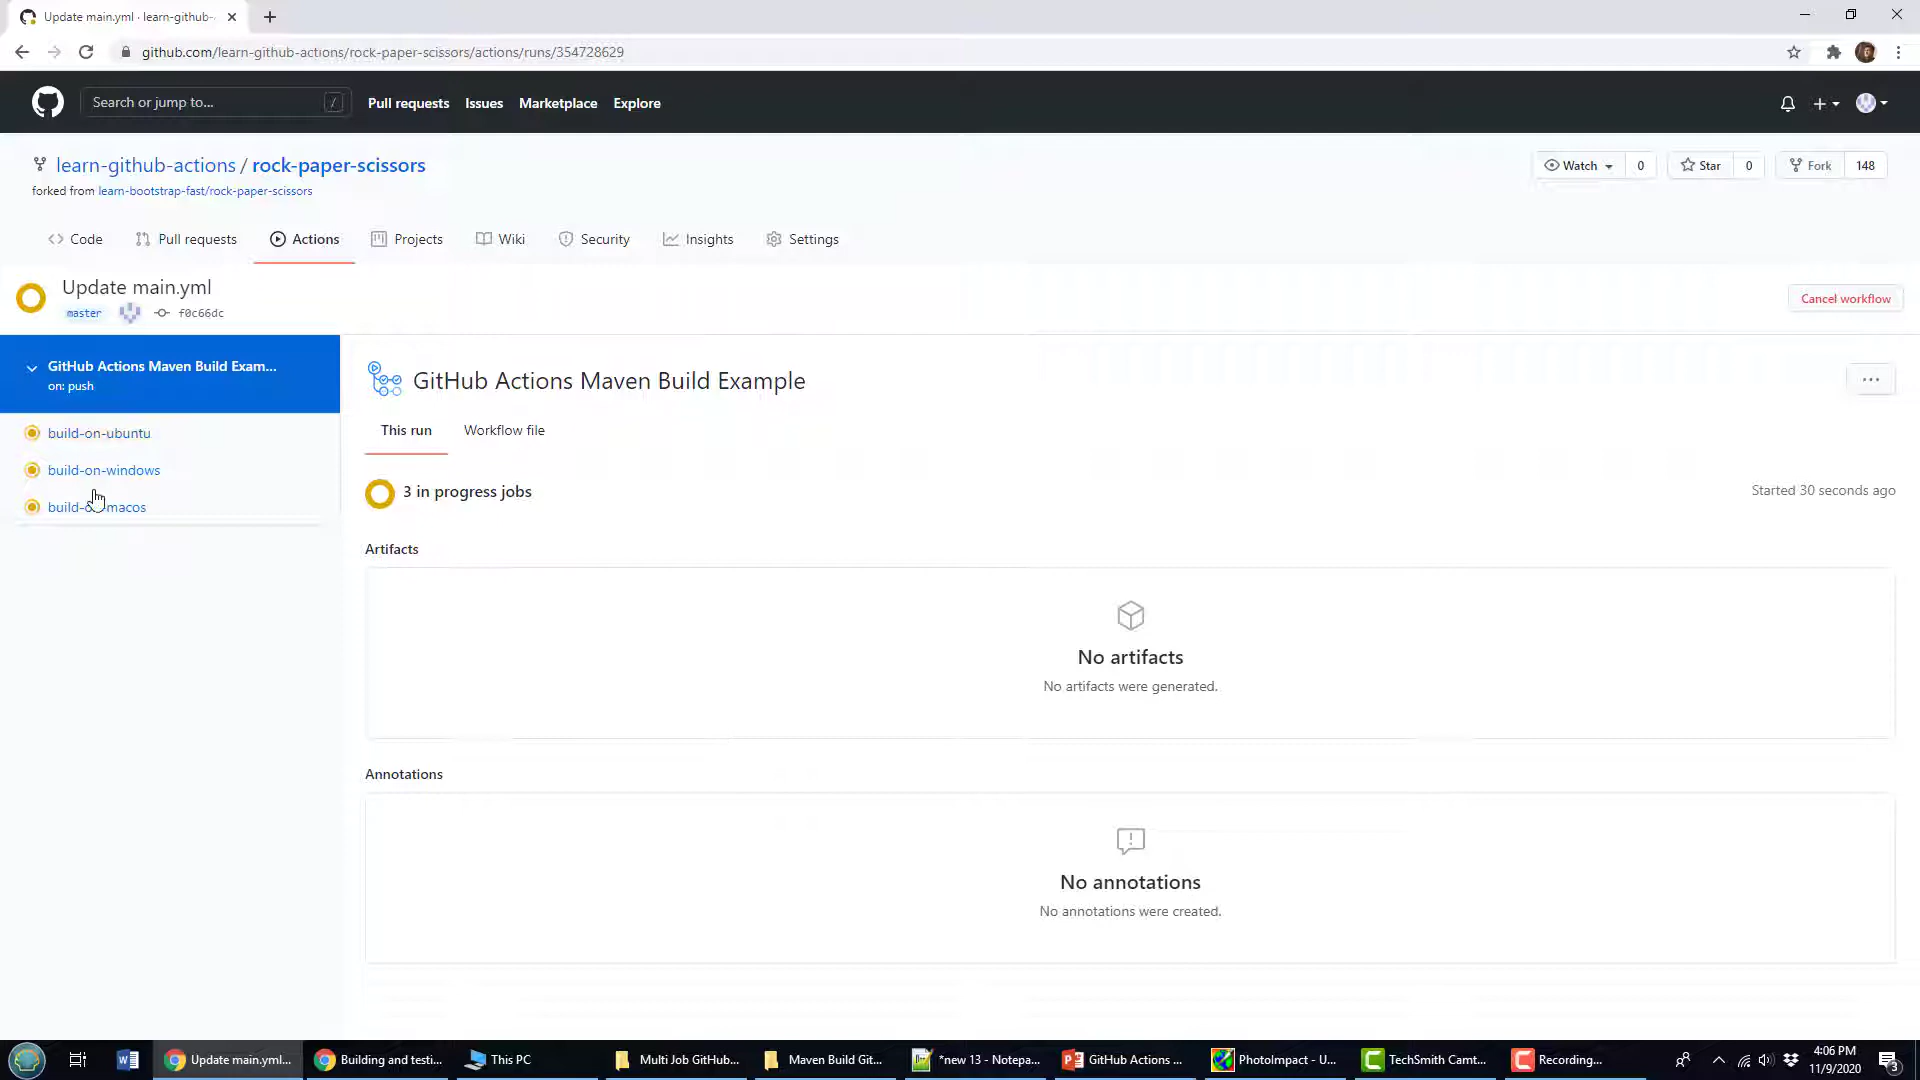 Update main.yml · learn-github-
github.com/learn-github-actions/rock-paper-scissors/actions/runs/354728629
Search or jump to...
/
Pull requests
Issues
Marketplace
Explore
learn-github-actions / rock-paper-scissors
Watch
0
Star
0
Fork
148
forked from learn-bootstrap-fast/rock-paper-scissors
Code
Pull requests
Actions
Projects
Wiki
Security
Insights
Settings
Update main.yml
master
f0c66dc
Cancel workflow
GitHub Actions Maven Build Exam...
on: push
build-on-ubuntu
build-on-windows
build-on-macos
GitHub Actions Maven Build Example
This run
Workflow file
3 in progress jobs
Started 30 seconds ago
Artifacts
No artifacts
No artifacts were generated.
Annotations
No annotations
No annotations were created.
Update main.yml...
Building and testi...
This PC
Multi Job GitHub...
Maven Build Git...
*new 13 - Notepa...
GitHub Actions ...
PhotoImpact - U...
TechSmith Camt...
Recording...
4:06 PM
11/9/2020
3